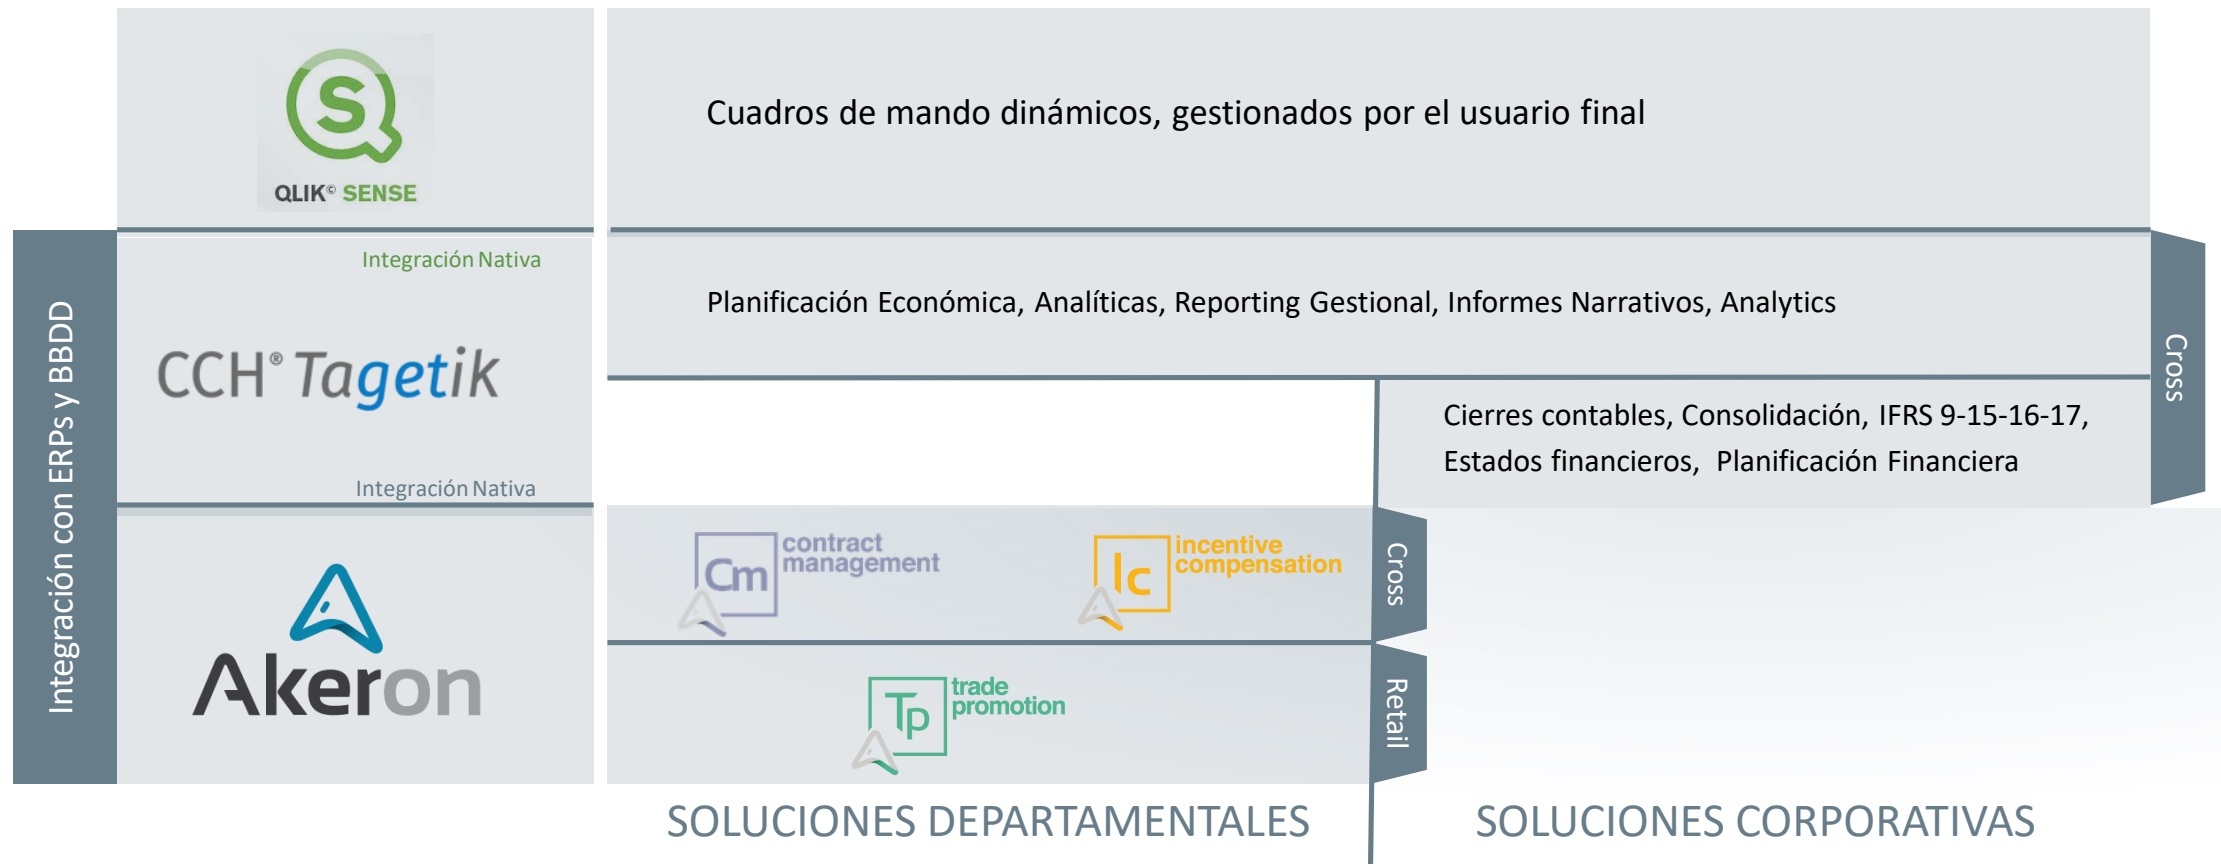 QLIK© SENSE
Cuadros de mando dinámicos, gestionados por el usuario final
Integración con ERPs y BBDD
Integración Nativa
CCH® Tagetik
Integración Nativa
Planificación Económica, Analíticas, Reporting Gestional, Informes Narrativos, Analytics
Cross
Cierres contables, Consolidación, IFRS 9-15-16-17,
Estados financieros, Planificación Financiera
Akeron
Cm
contract
management
Ic
incentive
compensation
Cross
Tp
trade
promotion
Retail
SOLUCIONES DEPARTAMENTALES
SOLUCIONES CORPORATIVAS